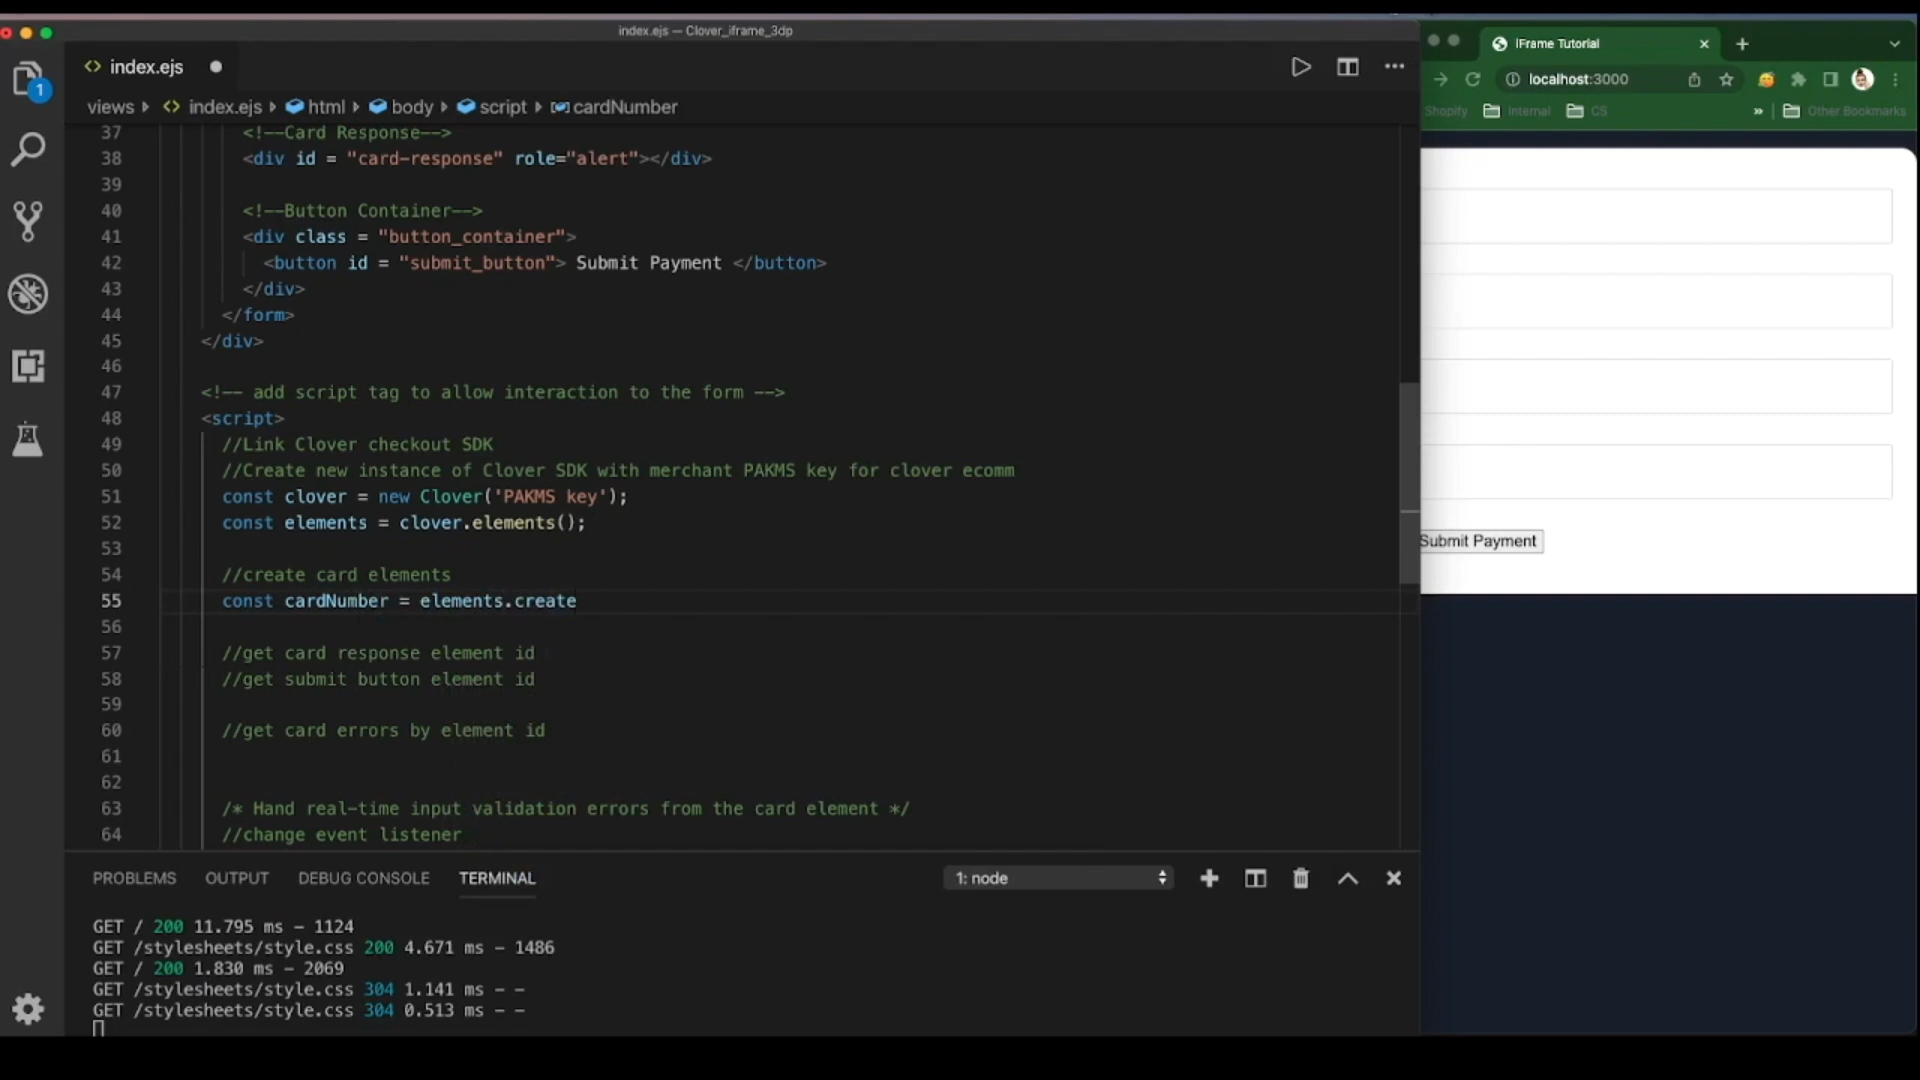 index.ejs — Clover_iframe_3dp
index.ejs
views index.ejs html body script cardNumber
37 <!--Card Response-->
38 <div id = "card-response" role="alert"></div>
39
40 <!--Button Container-->
41 <div class = "button_container">
42 <button id = "submit_button"> Submit Payment </button>
43 </div>
44 </form>
45 </div>
46
47 <!-- add script tag to allow interaction to the form -->
48 <script>
49 //Link Clover checkout SDK
50 //Create new instance of Clover SDK with merchant PAKMS key for clover ecomm
51 const clover = new Clover('PAKMS key');
52 const elements = clover.elements();
53
54 //create card elements
55 const cardNumber = elements.create
56
57 //get card response element id
58 //get submit button element id
59
60 //get card errors by element id
61
62
63 /* Hand real-time input validation errors from the card element */
64 //change event listener
1
PROBLEMS OUTPUT DEBUG CONSOLE TERMINAL 1: node
GET / 200 11.795 ms - 1124
GET /stylesheets/style.css 200 4.671 ms - 1486
GET / 200 1.830 ms - 2069
GET /stylesheets/style.css 304 1.141 ms - -
GET /stylesheets/style.css 304 0.513 ms - -
iFrame Tutorial
localhost:3000
Shopify Internal CS » Other Bookmarks
Submit Payment